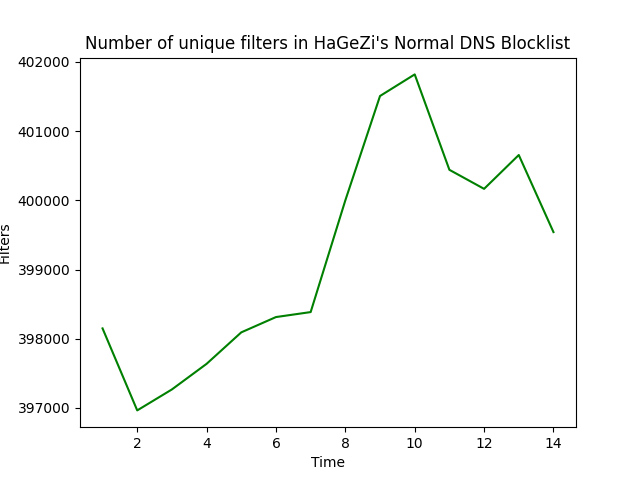 Number of unique filters in HaGeZi's Normal DNS Blocklist
402000
401000
400000
399000
398000
397000
Filters
2 4 6 8 10 12 14
Time